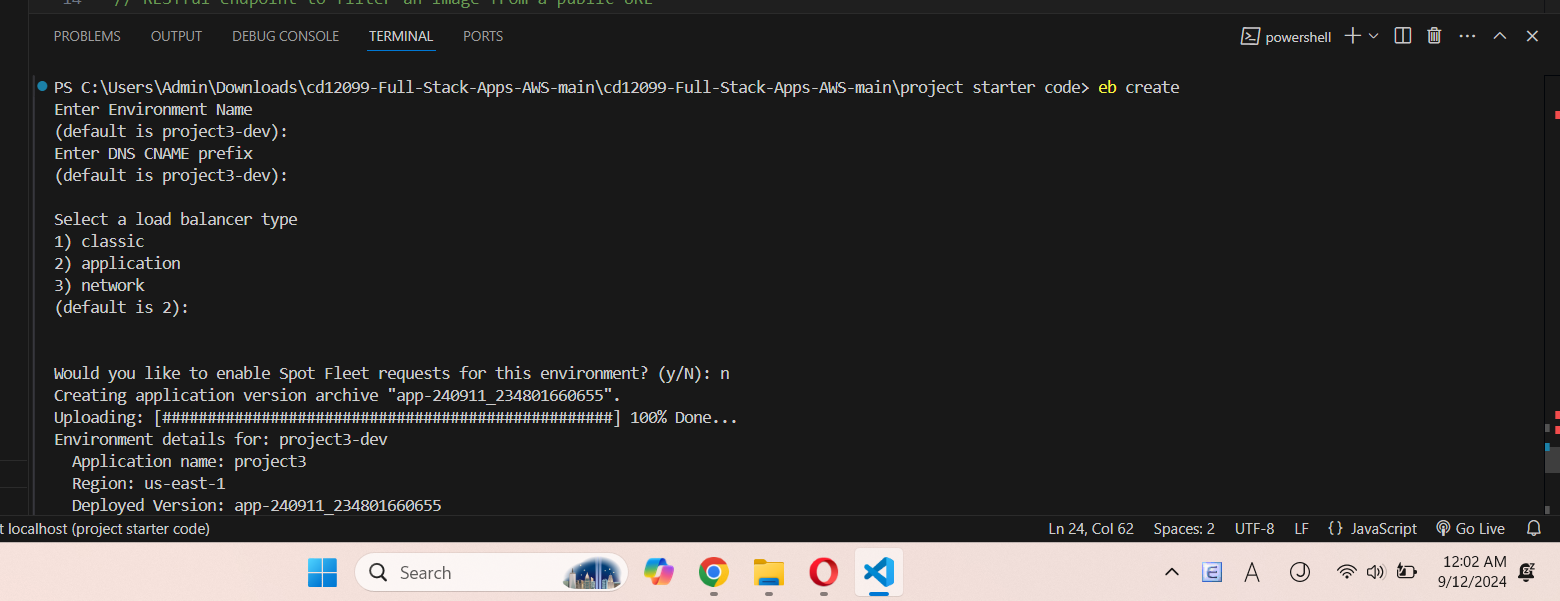 14 // RESTful endpoint to filter an image from a public URL
PROBLEMS OUTPUT DEBUG CONSOLE TERMINAL PORTS
powershell
PS C:\Users\Admin\Downloads\cd12099-Full-Stack-Apps-AWS-main\cd12099-Full-Stack-Apps-AWS-main\project starter code> eb create
Enter Environment Name
(default is project3-dev):
Enter DNS CNAME prefix
(default is project3-dev):
Select a load balancer type
1) classic
2) application
3) network
(default is 2):
Would you like to enable Spot Fleet requests for this environment? (y/N): n
Creating application version archive "app-240911_234801660655".
Uploading: [##################################################] 100% Done...
Environment details for: project3-dev
Application name: project3
Region: us-east-1
Deployed Version: app-240911_234801660655
t localhost (project starter code)
Ln 24, Col 62 Spaces: 2 UTF-8 LF {} JavaScript Go Live
Search
12:02 AM
9/12/2024